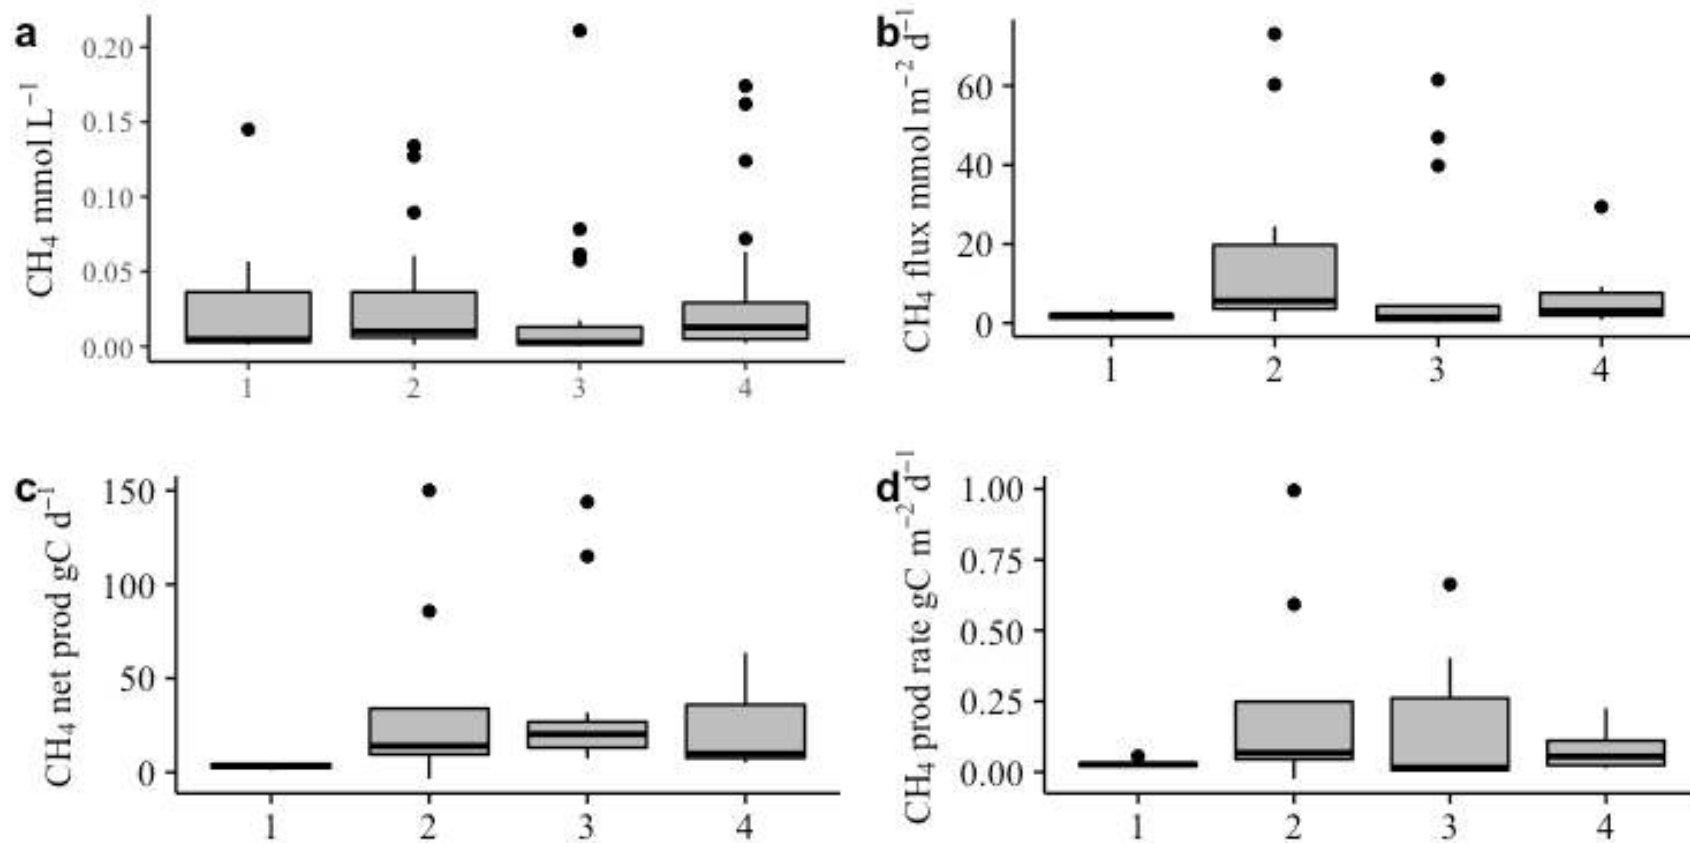 a
CH₄ mmol L⁻¹
0.20
0.15
0.10
0.05
0.00
1 2 3 4
b
CH₄ flux mmol m⁻² d⁻¹
60
40
20
0
1 2 3 4
c
CH₄ net prod gC d⁻¹
150
100
50
0
1 2 3 4
d
CH₄ prod rate gC m⁻² d⁻¹
1.00
0.75
0.50
0.25
0.00
1 2 3 4